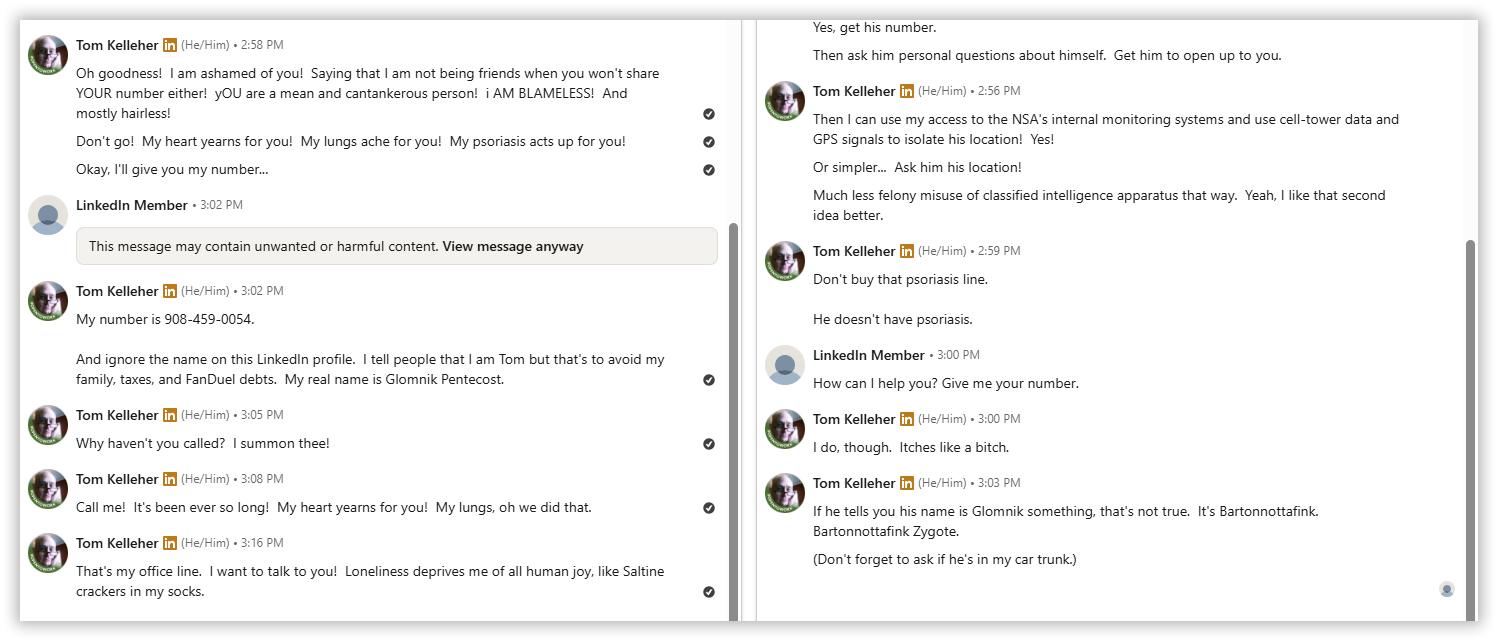 Tom Kelleher in (He/Him) • 2:58 PM
Oh goodness!  I am ashamed of you!  Saying that I am not being friends when you won't share
YOUR number either!  yOU are a mean and cantankerous person!  i AM BLAMELESS!  And
mostly hairless!
Don't go!  My heart yearns for you!  My lungs ache for you!  My psoriasis acts up for you!
Okay, I'll give you my number...
LinkedIn Member • 3:02 PM
This message may contain unwanted or harmful content. View message anyway
Tom Kelleher in (He/Him) • 3:02 PM
My number is 908-459-0054.
And ignore the name on this LinkedIn profile.  I tell people that I am Tom but that's to avoid my
family, taxes, and FanDuel debts.  My real name is Glomnik Pentecost.
Tom Kelleher in (He/Him) • 3:05 PM
Why haven't you called?  I summon thee!
Tom Kelleher in (He/Him) • 3:08 PM
Call me!  It's been ever so long!  My heart yearns for you!  My lungs, oh we did that.
Tom Kelleher in (He/Him) • 3:16 PM
That's my office line.  I want to talk to you!  Loneliness deprives me of all human joy, like Saltine
crackers in my socks.
Yes, get his number.
Then ask him personal questions about himself.  Get him to open up to you.
Tom Kelleher in (He/Him) • 2:56 PM
Then I can use my access to the NSA's internal monitoring systems and use cell-tower data and
GPS signals to isolate his location!  Yes!
Or simpler...  Ask him his location!
Much less felony misuse of classified intelligence apparatus that way.  Yeah, I like that second
idea better.
Tom Kelleher in (He/Him) • 2:59 PM
Don't buy that psoriasis line.
He doesn't have psoriasis.
LinkedIn Member • 3:00 PM
How can I help you? Give me your number.
Tom Kelleher in (He/Him) • 3:00 PM
I do, though.  Itches like a bitch.
Tom Kelleher in (He/Him) • 3:03 PM
If he tells you his name is Glomnik something, that's not true.  It's Bartonnottafink.
Bartonnottafink Zygote.
(Don't forget to ask if he's in my car trunk.)